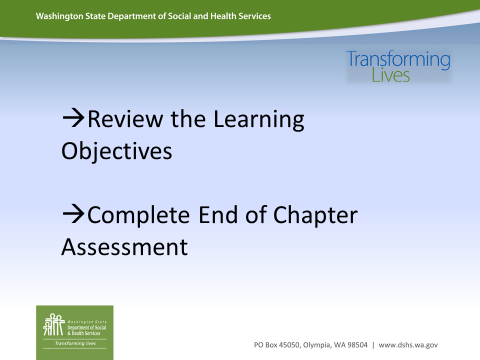 Washington State Department of Social and Health Services
Transforming
Lives
→Review the Learning
Objectives
→Complete End of Chapter
Assessment
Washington State
Department of Social
& Health Services
Transforming lives
PO Box 45050, Olympia, WA 98504 | www.dshs.wa.gov